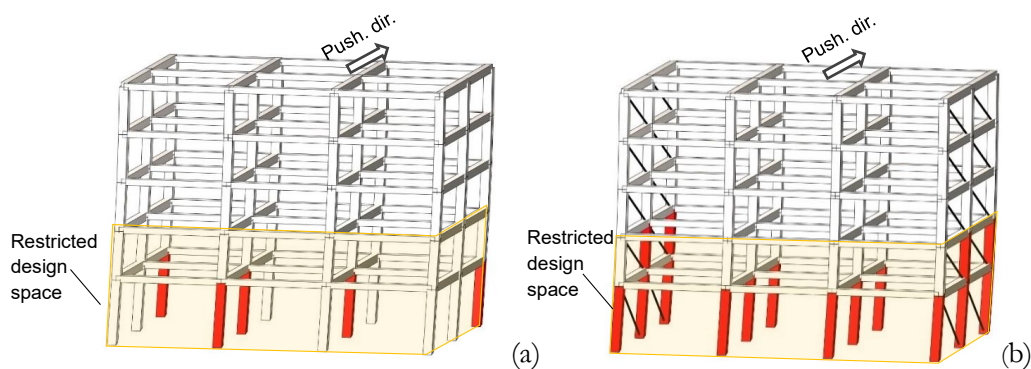 Push. dir.
Restricted
design
space
(a)
Push. dir.
Restricted
design
space
(b)